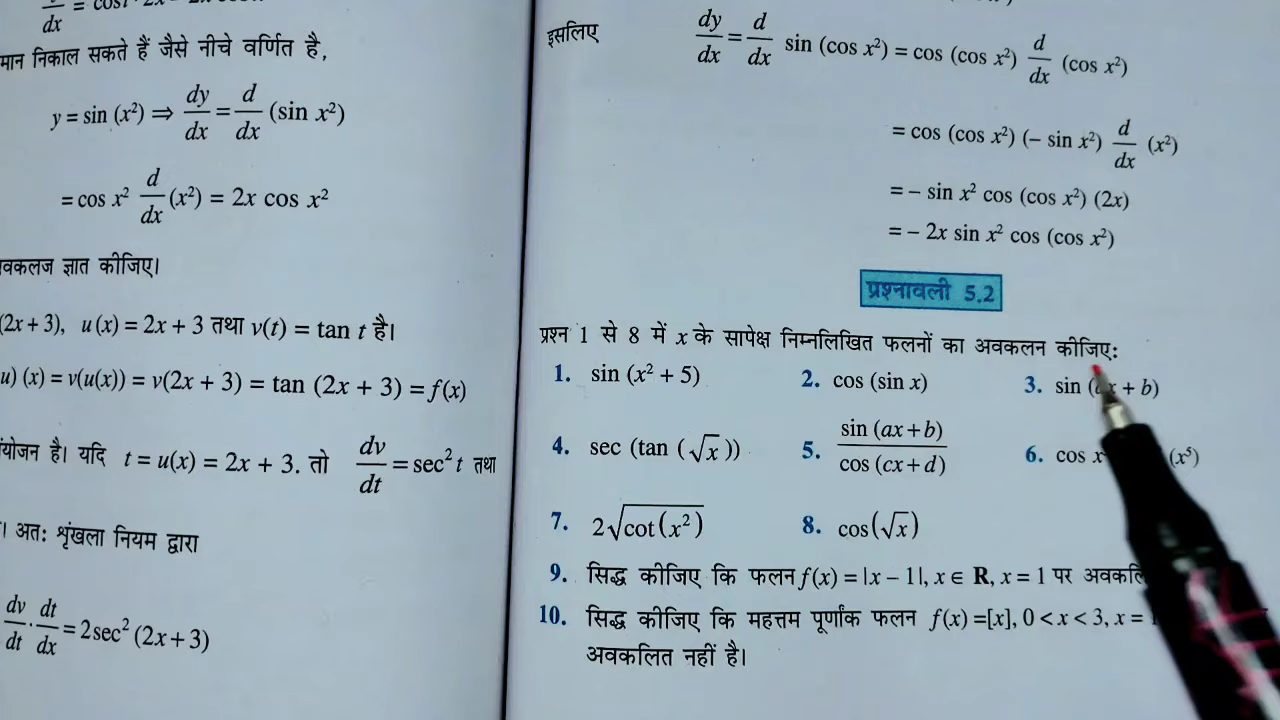 dx = cos
मान निकाल सकते हैं जैसे नीचे वर्णित है,
y = sin (x²) ⇒ dy/dx = d/dx (sin x²)
= cos x² d/dx (x²) = 2x cos x²
ज्ञात कीजिए।
(2x + 3), u(x) = 2x + 3 तथा v(t) = tan t है।
u) (x) = v(u(x)) = v(2x + 3) = tan (2x + 3) = f(x)
है। यदि t = u(x) = 2x + 3. तो dv/dt = sec² t तथा
। अतः शृंखला नियम द्वारा
dv/dt · dt/dx = 2sec² (2x + 3)
इसलिए dy/dx = d/dx sin (cos x²) = cos (cos x²) d/dx (cos x²)
= cos (cos x²) (– sin x²) d/dx (x²)
= – sin x² cos (cos x²) (2x)
= – 2x sin x² cos (cos x²)
प्रश्नावली 5.2
प्रश्न 1 से 8 में x के सापेक्ष निम्नलिखित फलनों का अवकलन कीजिए:
1. sin (x² + 5) 2. cos (sin x) 3. sin (ax + b)
4. sec (tan (√x)) 5. sin (ax + b)/cos (cx + d) 6. cos x (x⁵)
7. 2√cot(x²) 8. cos(√x)
9. सिद्ध कीजिए कि फलन f(x) = |x – 1|, x ∈ R, x = 1 पर
10. सिद्ध कीजिए कि महत्तम पूर्णांक फलन f(x) =[x], 0 < x < 3, x =
अवकलित नहीं है।